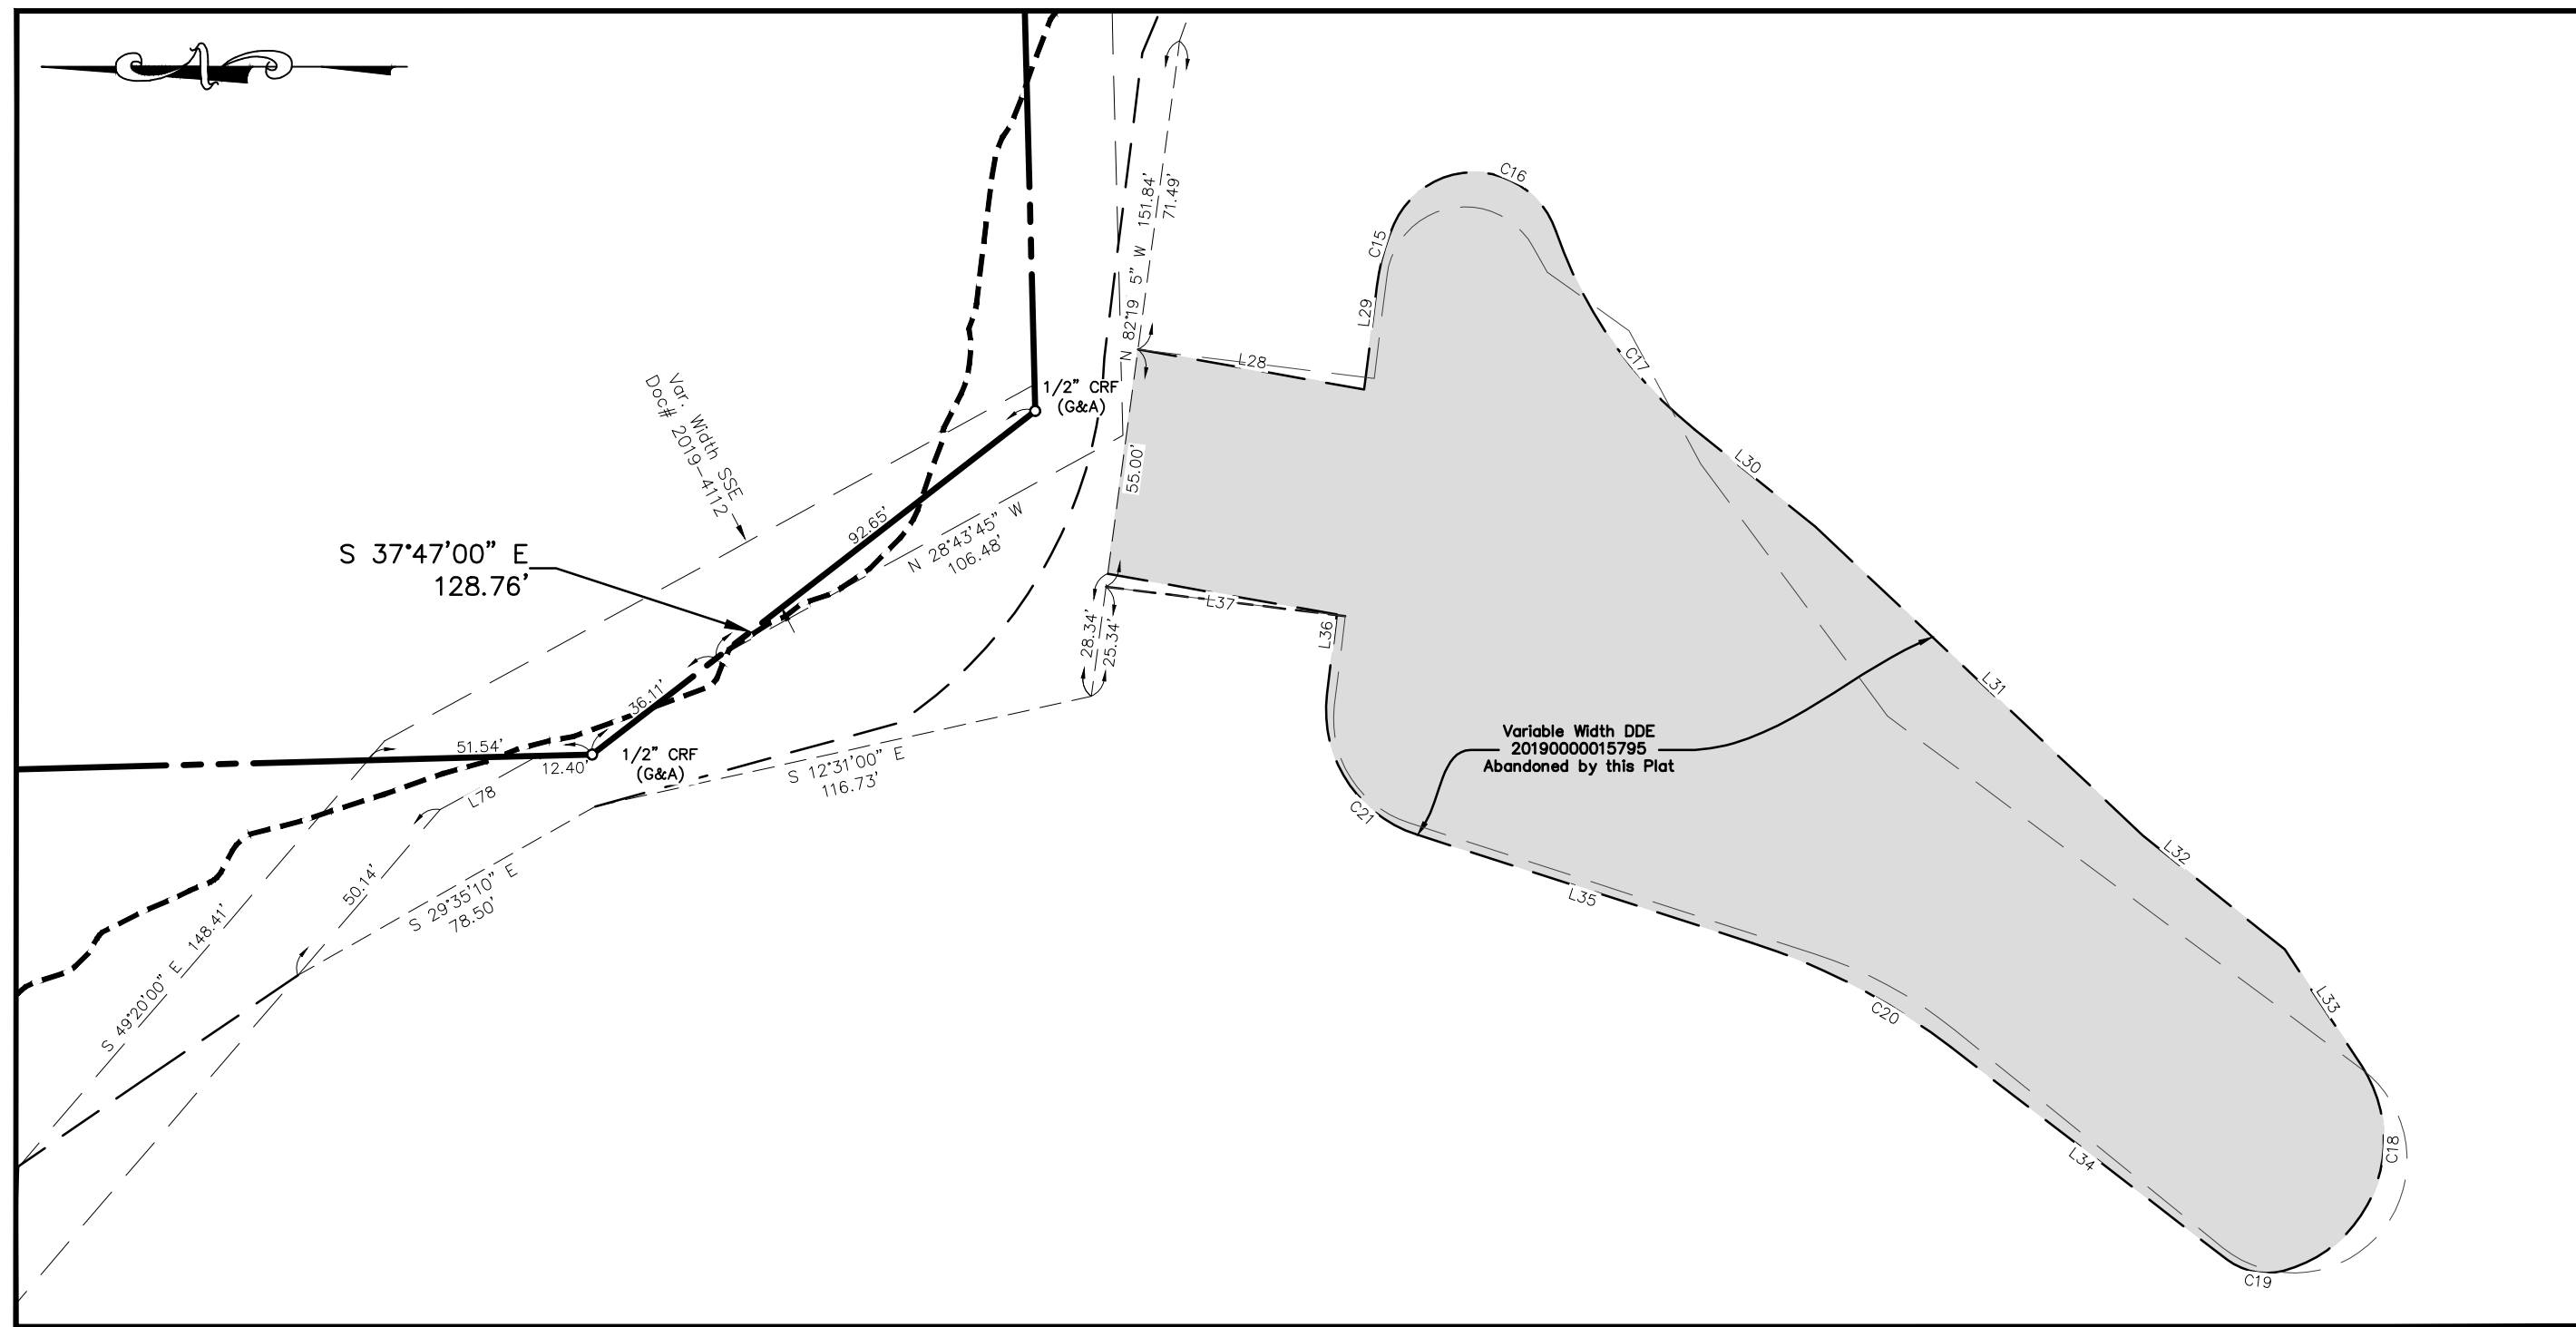 N
C16
151.84'
71.49'
N 82°19 5" W
C15
L29
L28
C17
Var. Width SSE
Doc# 2019-4112
1/2" CRF
(G&A)
55.00'
L30
92.65'
N 28°43'45" W
106.48'
S 37°47'00" E
128.76'
L37
L36
28.34'
25.34'
36.11'
L31
51.54'
12.40'
1/2" CRF
(G&A)
L78
S 12°31'00" E
116.73'
Variable Width DDE
20190000015795
Abandoned by this Plat
C21
L32
50.14'
S 29°35'10" E
78.50'
L35
S 49°20'00" E 148.41'
C20
L33
L34
C18
C19